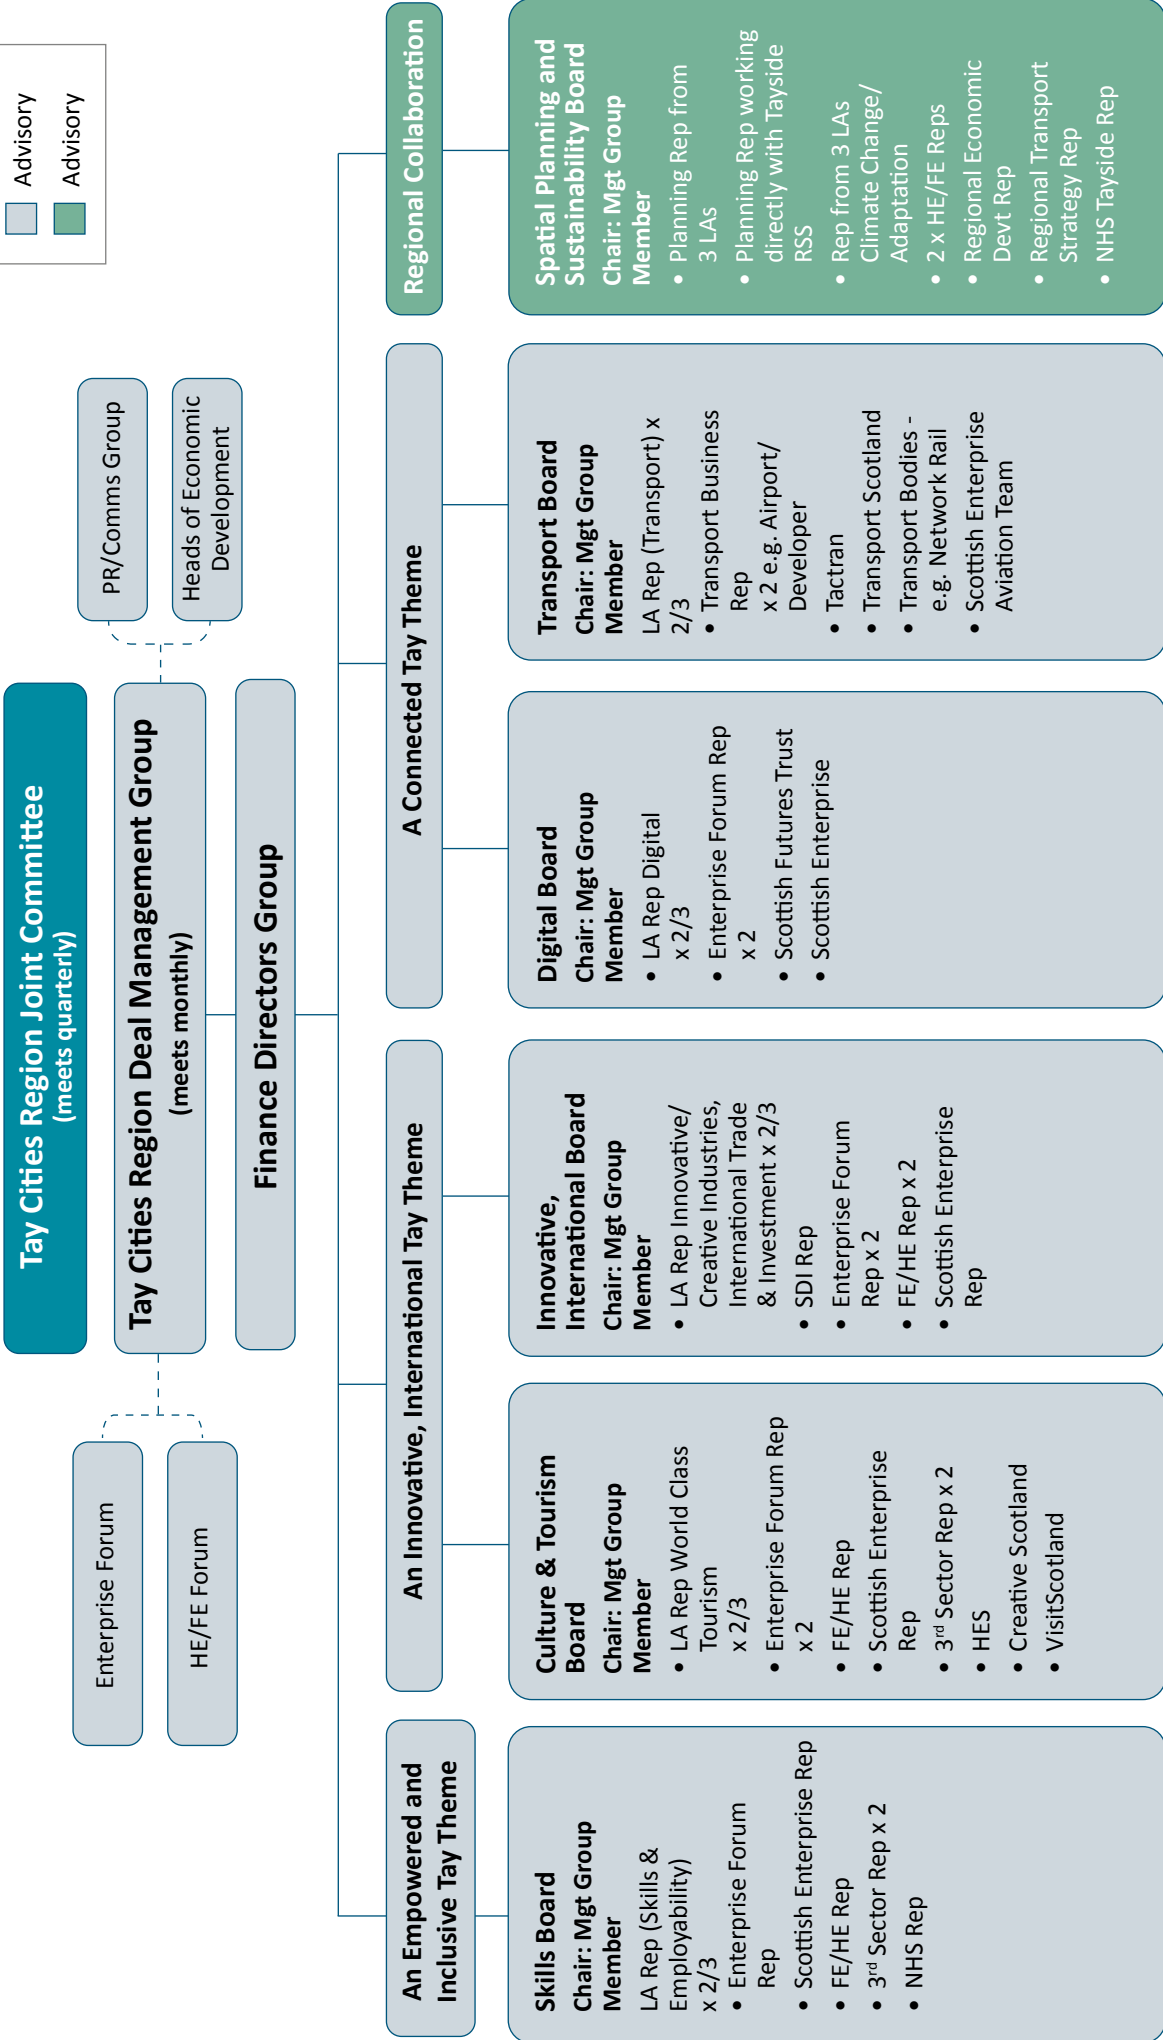 Advisory
Advisory
Tay Cities Region Joint Committee
(meets quarterly)
Enterprise Forum
HE/FE Forum
Tay Cities Region Deal Management Group
(meets monthly)
PR/Comms Group
Heads of Economic
Development
Finance Directors Group
An Empowered and
Inclusive Tay Theme
An Innovative, International Tay Theme
A Connected Tay Theme
Regional Collaboration
Skills Board
Chair: Mgt Group
Member
LA Rep (Skills &
Employability)
x 2/3
• Enterprise Forum
Rep
• Scottish Enterprise Rep
• FE/HE Rep
• 3rd Sector Rep x 2
• NHS Rep
Culture & Tourism
Board
Chair: Mgt Group
Member
• LA Rep World Class
Tourism
x 2/3
• Enterprise Forum Rep
x 2
• FE/HE Rep
• Scottish Enterprise
Rep
• 3rd Sector Rep x 2
• HES
• Creative Scotland
• VisitScotland
Innovative,
International Board
Chair: Mgt Group
Member
• LA Rep Innovative/
Creative Industries,
International Trade
& Investment x 2/3
• SDI Rep
• Enterprise Forum
Rep x 2
• FE/HE Rep x 2
• Scottish Enterprise
Rep
Digital Board
Chair: Mgt Group
Member
• LA Rep Digital
x 2/3
• Enterprise Forum Rep
x 2
• Scottish Futures Trust
• Scottish Enterprise
Transport Board
Chair: Mgt Group
Member
LA Rep (Transport) x
2/3
• Transport Business
Rep
x 2 e.g. Airport/
Developer
• Tactran
• Transport Scotland
• Transport Bodies -
e.g. Network Rail
• Scottish Enterprise
Aviation Team
Spatial Planning and
Sustainability Board
Chair: Mgt Group
Member
• Planning Rep from
3 LAs
• Planning Rep working
directly with Tayside
RSS
• Rep from 3 LAs
Climate Change/
Adaptation
• 2 x HE/FE Reps
• Regional Economic
Devt Rep
• Regional Transport
Strategy Rep
• NHS Tayside Rep